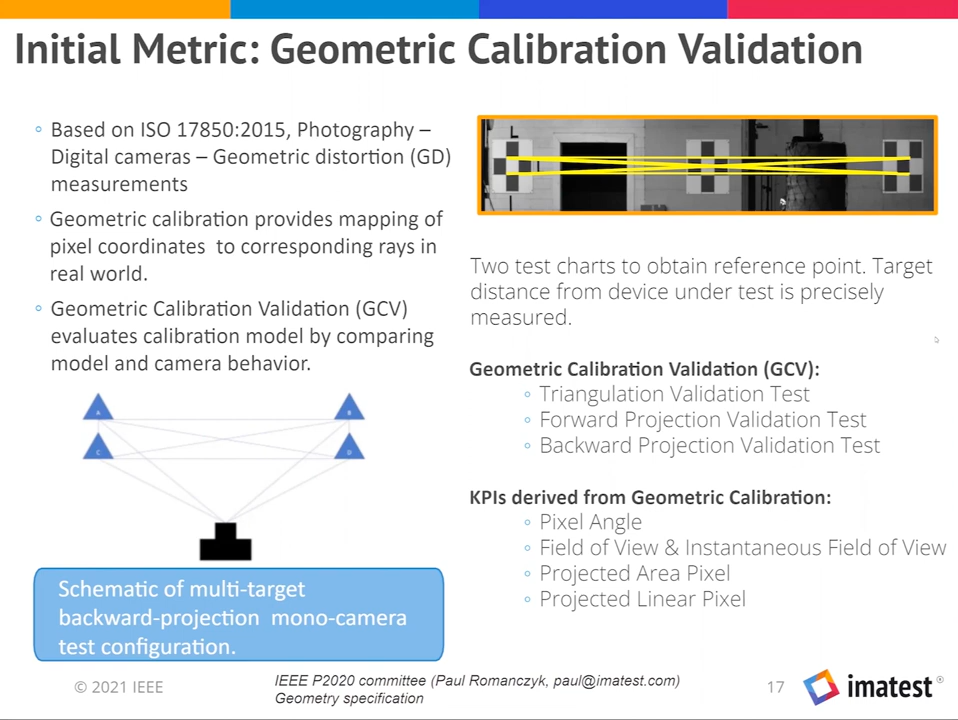 Initial Metric: Geometric Calibration Validation
◦ Based on ISO 17850:2015, Photography –
Digital cameras – Geometric distortion (GD)
measurements
◦ Geometric calibration provides mapping of
pixel coordinates to corresponding rays in
real world.
◦ Geometric Calibration Validation (GCV)
evaluates calibration model by comparing
model and camera behavior.
A B
C D
Schematic of multi-target
backward-projection mono-camera
test configuration.
Two test charts to obtain reference point. Target
distance from device under test is precisely
measured.
Geometric Calibration Validation (GCV):
◦ Triangulation Validation Test
◦ Forward Projection Validation Test
◦ Backward Projection Validation Test
KPIs derived from Geometric Calibration:
◦ Pixel Angle
◦ Field of View & Instantaneous Field of View
◦ Projected Area Pixel
◦ Projected Linear Pixel
© 2021 IEEE
IEEE P2020 committee (Paul Romanczyk, paul@imatest.com)
Geometry specification
17
imatest®